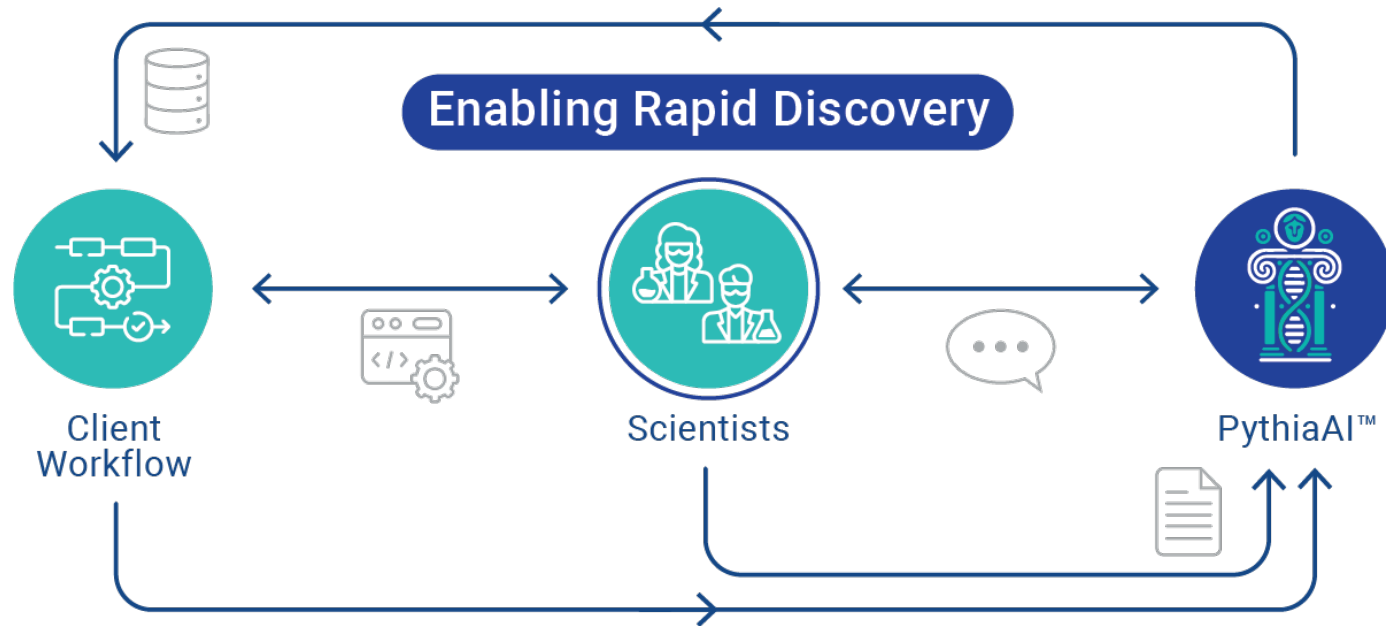 Enabling Rapid Discovery
</>
Client
Workflow
Scientists
PythiaAI™